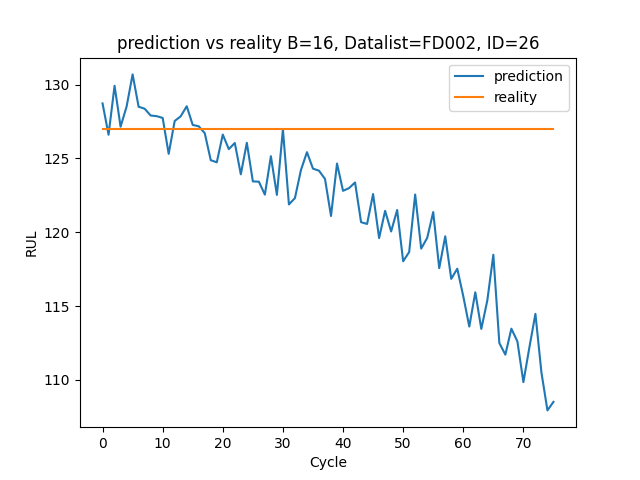 prediction vs reality B=16, Datalist=FD002, ID=26
prediction
reality
RUL
130
125
120
115
110
0 10 20 30 40 50 60 70
Cycle